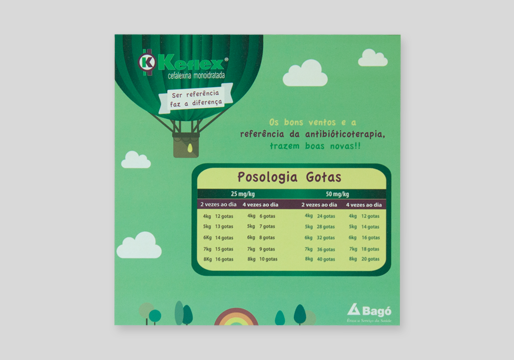 Keflex®
cefalexina monoidratada
Ser referência
faz a diferença
Os bons ventos e a
referência da antibióticoterapia,
trazem boas novas!!
Posologia Gotas
25 mg/kg 50 mg/kg
2 vezes ao dia 4 vezes ao dia 2 vezes ao dia 4 vezes ao dia
4kg 12 gotas 4kg 6 gotas 4kg 24 gotas 4kg 12 gotas
5kg 13 gotas 5kg 7 gotas 5kg 28 gotas 5kg 14 gotas
6Kg 14 gotas 6kg 8 gotas 6kg 32 gotas 6kg 16 gotas
7kg 15 gotas 7kg 9 gotas 7kg 36 gotas 7kg 18 gotas
8Kg 16 gotas 8kg 10 gotas 8kg 40 gotas 8kg 20 gotas
Bagó